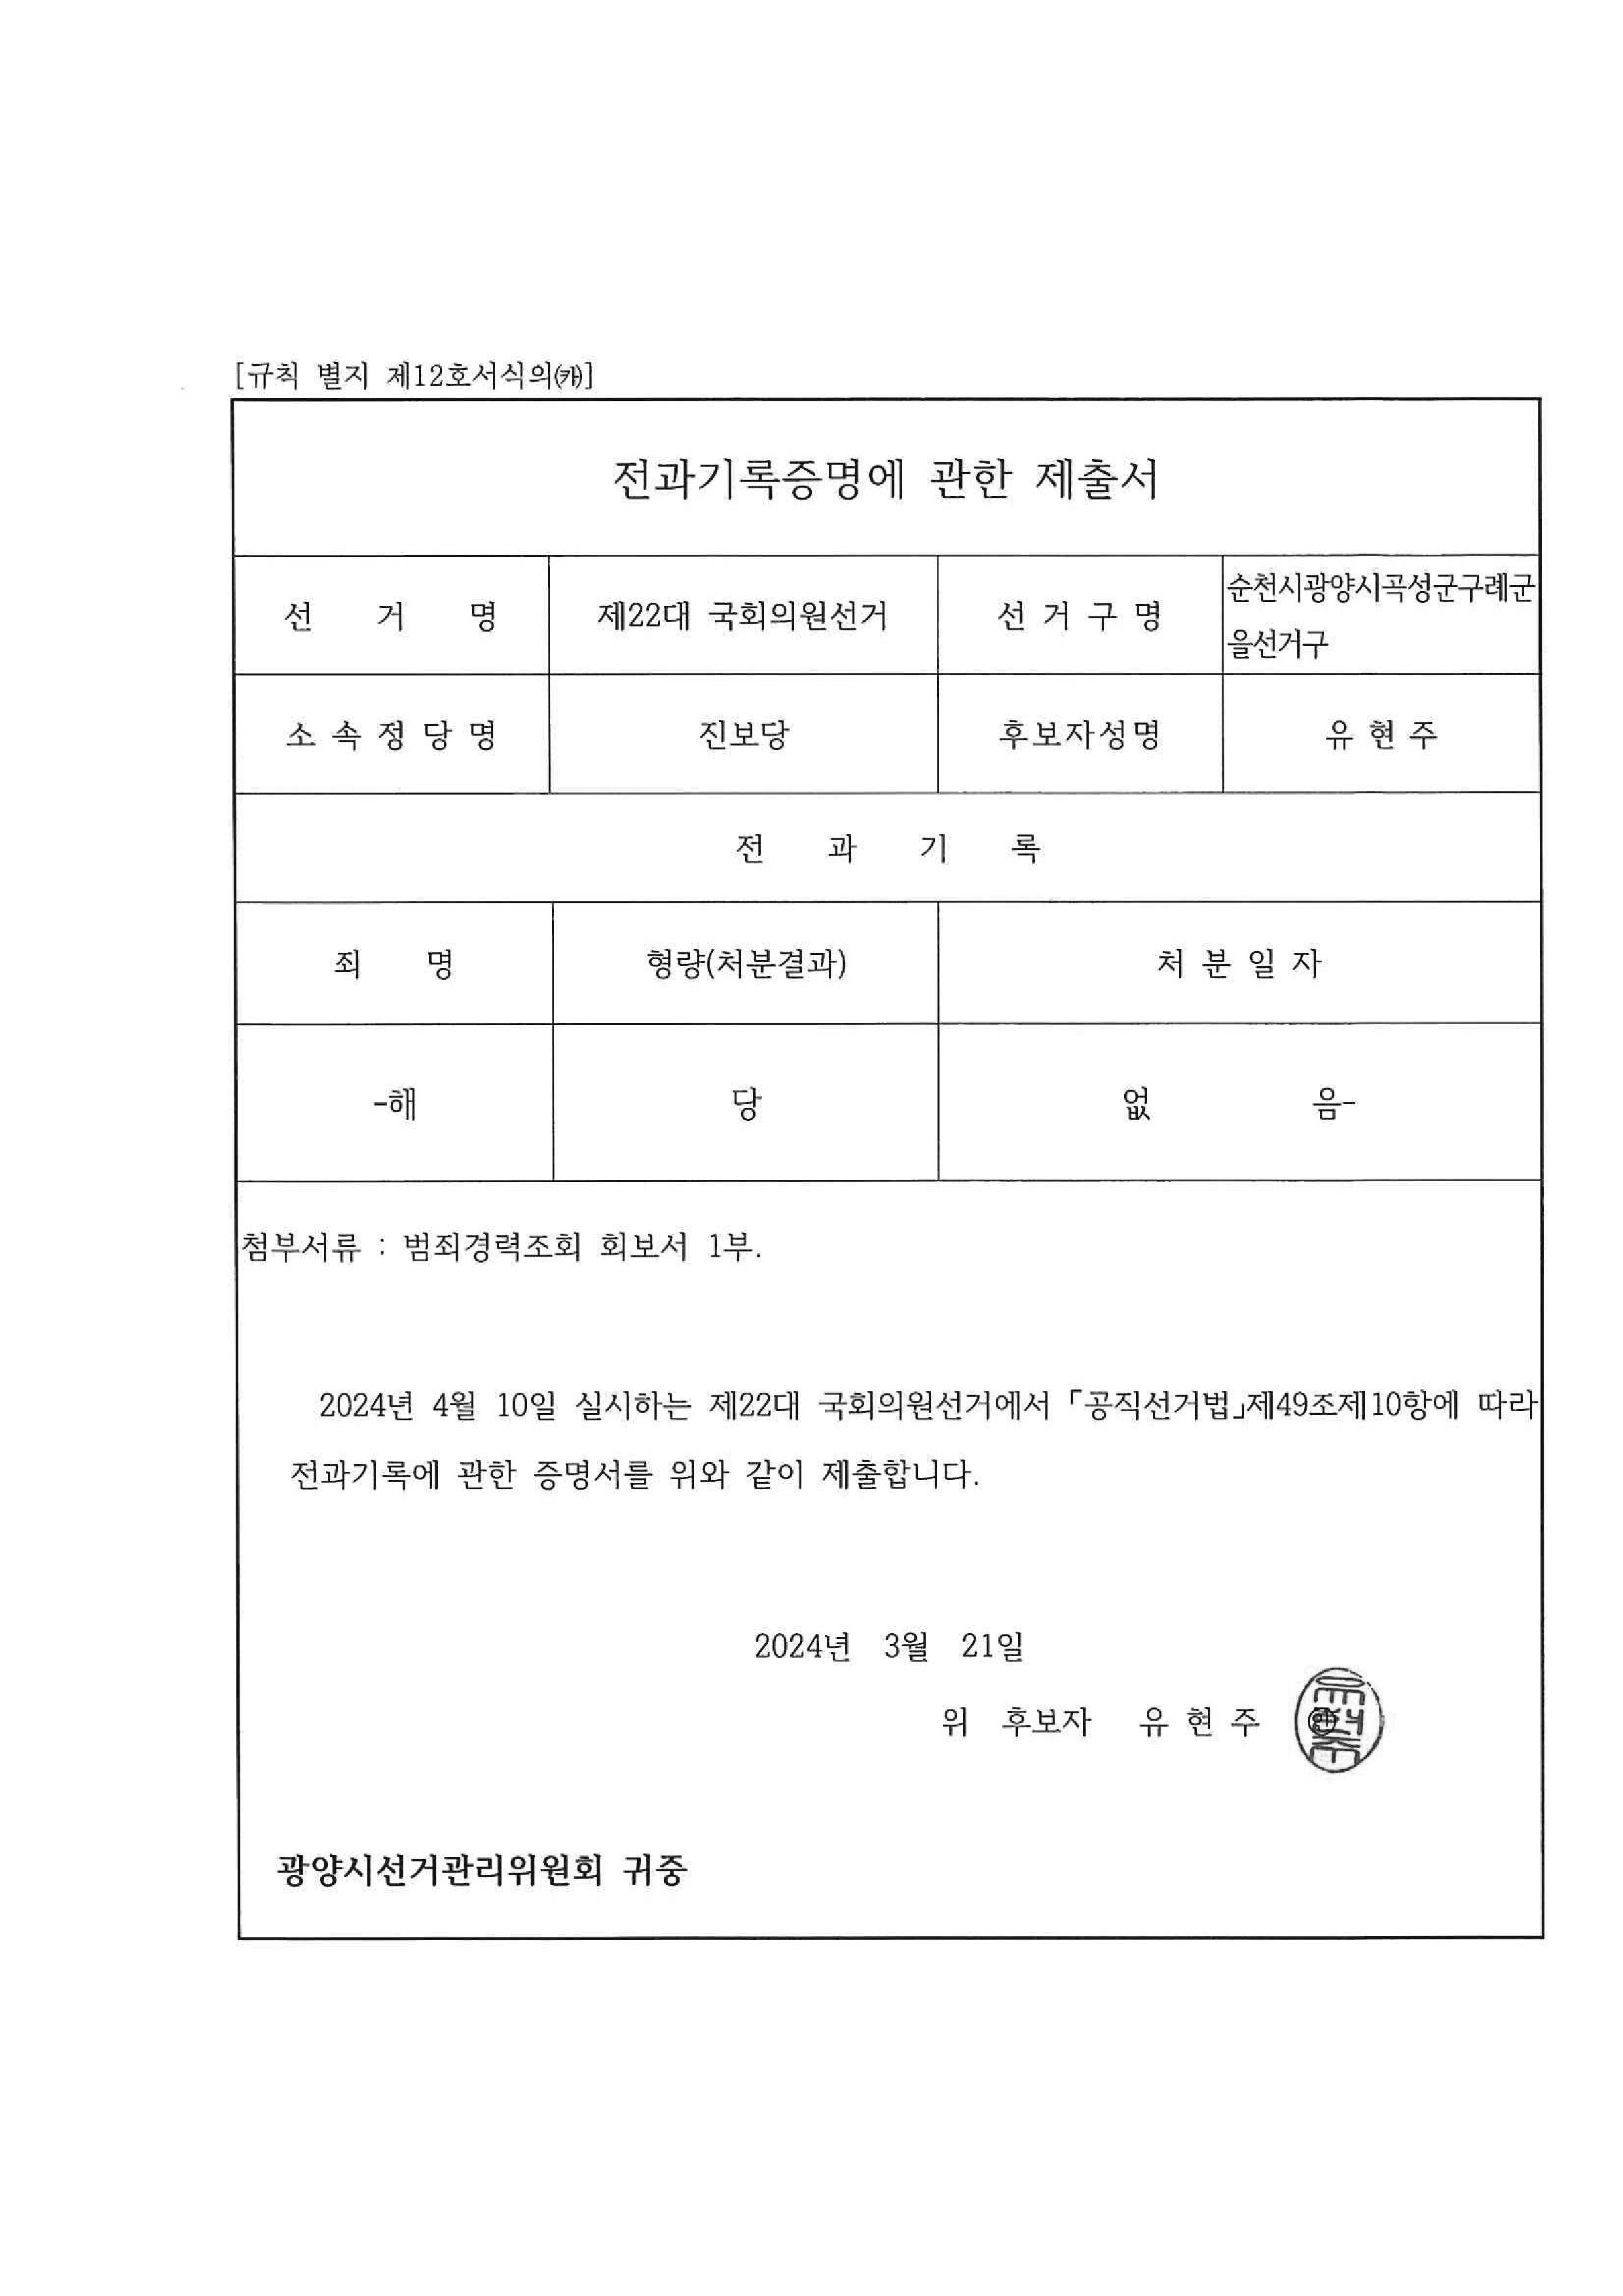 [규칙 별지 제12호서식의㈸]
전과기록증명에 관한 제출서
선 거 명 제22대 국회의원선거 선 거 구 명 순천시광양시곡성군구례군
을선거구
소 속 정 당 명 진보당 후보자성명 유 현 주
전 과 기 록
죄 명 형량(처분결과) 처 분 일 자
-해 당 없 음-
첨부서류 : 범죄경력조회 회보서 1부.
2024년 4월 10일 실시하는 제22대 국회의원선거에서 「공직선거법」제49조제10항에 따라
전과기록에 관한 증명서를 위와 같이 제출합니다.
2024년 3월 21일
위 후보자 유 현 주
광양시선거관리위원회 귀중